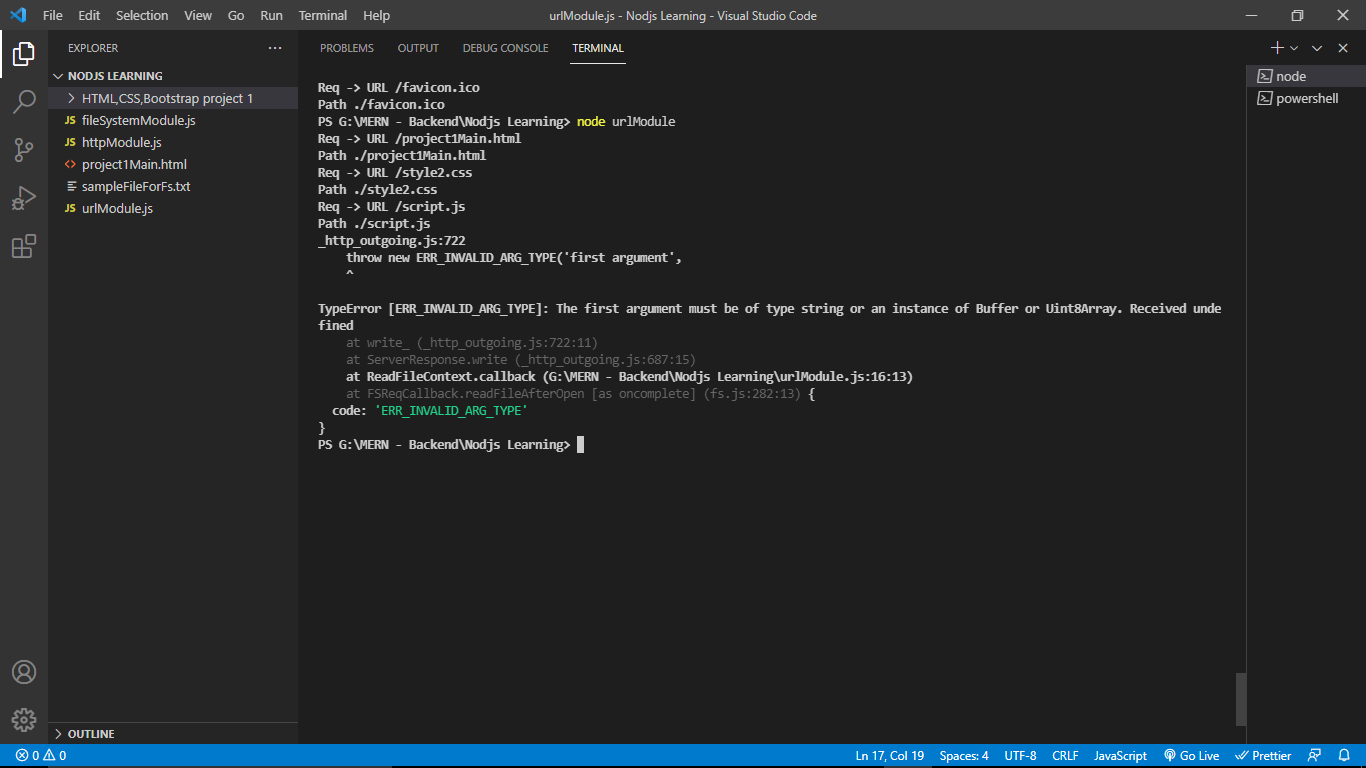 File Edit Selection View Go Run Terminal Help
urlModule.js - Nodjs Learning - Visual Studio Code
EXPLORER
NODJS LEARNING
HTML,CSS,Bootstrap project 1
JS fileSystemModule.js
JS httpModule.js
<> project1Main.html
sampleFileForFs.txt
JS urlModule.js
OUTLINE
PROBLEMS OUTPUT DEBUG CONSOLE TERMINAL
Req -> URL /favicon.ico
Path ./favicon.ico
PS G:\MERN - Backend\Nodjs Learning> node urlModule
Req -> URL /project1Main.html
Path ./project1Main.html
Req -> URL /style2.css
Path ./style2.css
Req -> URL /script.js
Path ./script.js
_http_outgoing.js:722
    throw new ERR_INVALID_ARG_TYPE('first argument',
    ^
TypeError [ERR_INVALID_ARG_TYPE]: The first argument must be of type string or an instance of Buffer or Uint8Array. Received unde
fined
    at write_ (_http_outgoing.js:722:11)
    at ServerResponse.write (_http_outgoing.js:687:15)
    at ReadFileContext.callback (G:\MERN - Backend\Nodjs Learning\urlModule.js:16:13)
    at FSReqCallback.readFileAfterOpen [as oncomplete] (fs.js:282:13) {
  code: 'ERR_INVALID_ARG_TYPE'
}
PS G:\MERN - Backend\Nodjs Learning>
node
powershell
0 0
Ln 17, Col 19 Spaces: 4 UTF-8 CRLF JavaScript Go Live Prettier